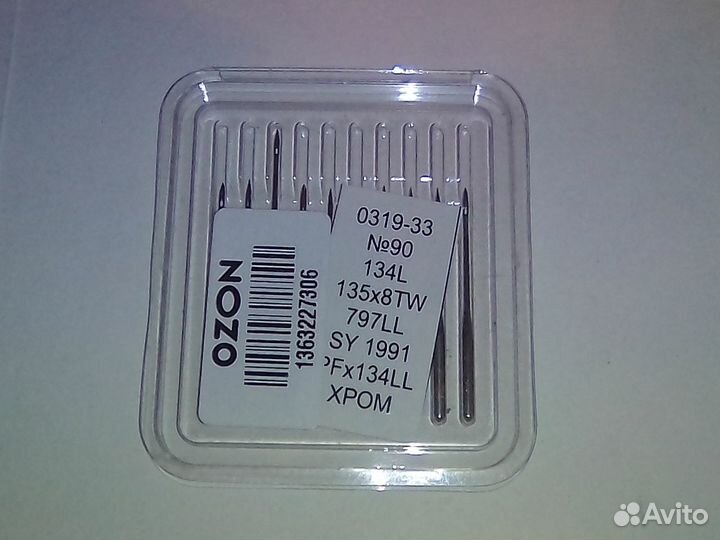 OZON
1363227306
0319-33
№90
134L
135x8TW
797LL
SY 1991
PFx134LL
ХРОМ
Avito